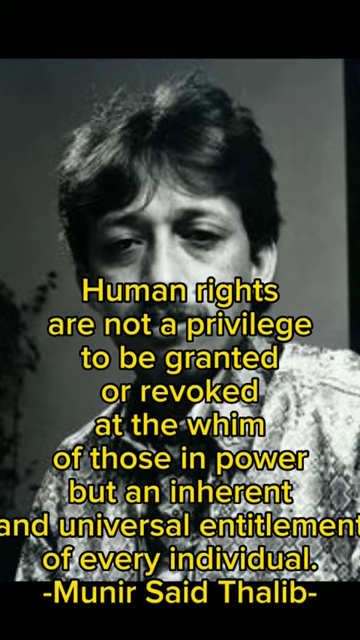 Human rights
are not a privilege
to be granted
or revoked
at the whim
of those in power
but an inherent
and universal entitlement
of every individual.
-Munir Said Thalib-